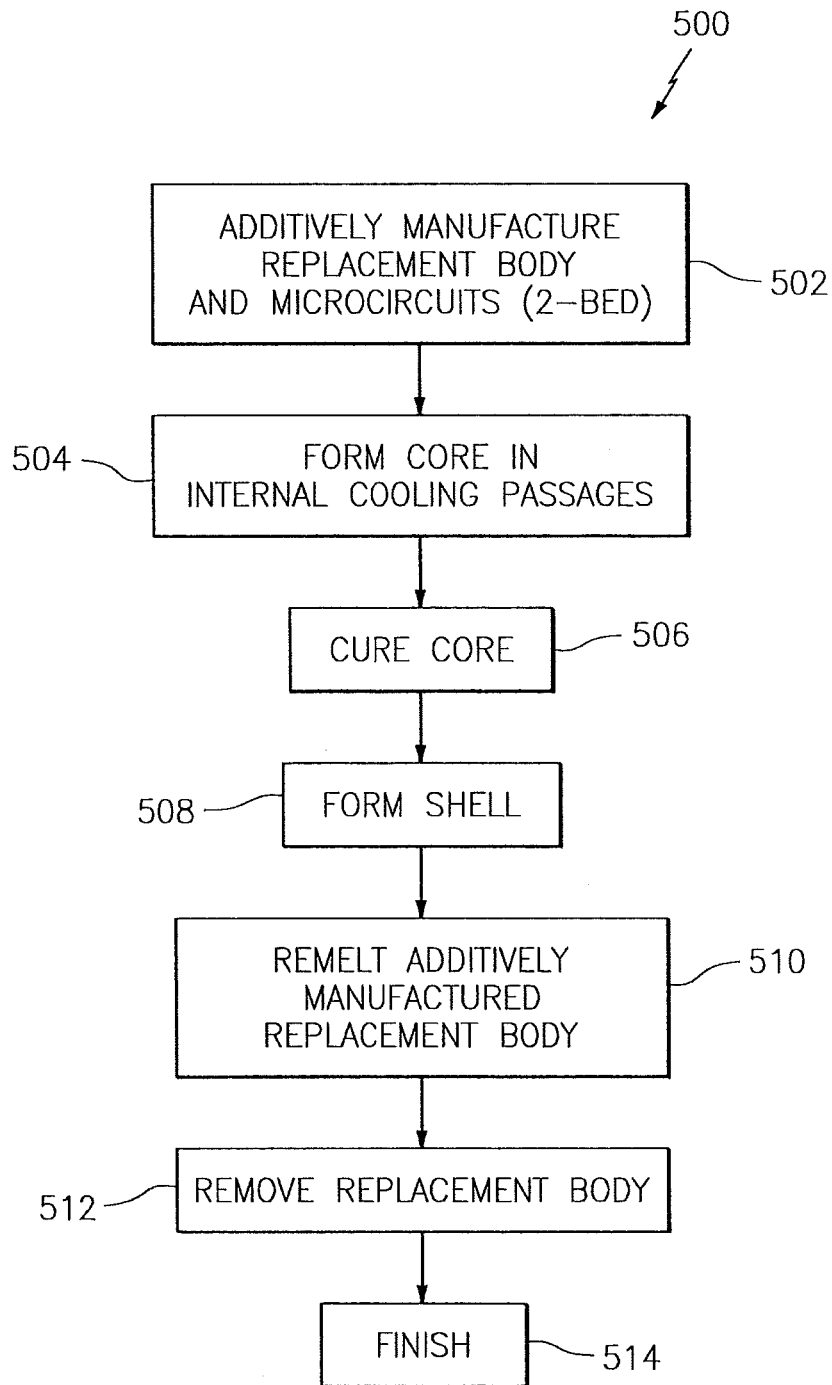 500
ADDITIVELY MANUFACTURE
REPLACEMENT BODY
AND MICROCIRCUITS (2-BED)
502
504
FORM CORE IN
INTERNAL COOLING PASSAGES
CURE CORE
506
508
FORM SHELL
REMELT ADDITIVELY
MANUFACTURED
REPLACEMENT BODY
510
512
REMOVE REPLACEMENT BODY
FINISH
514